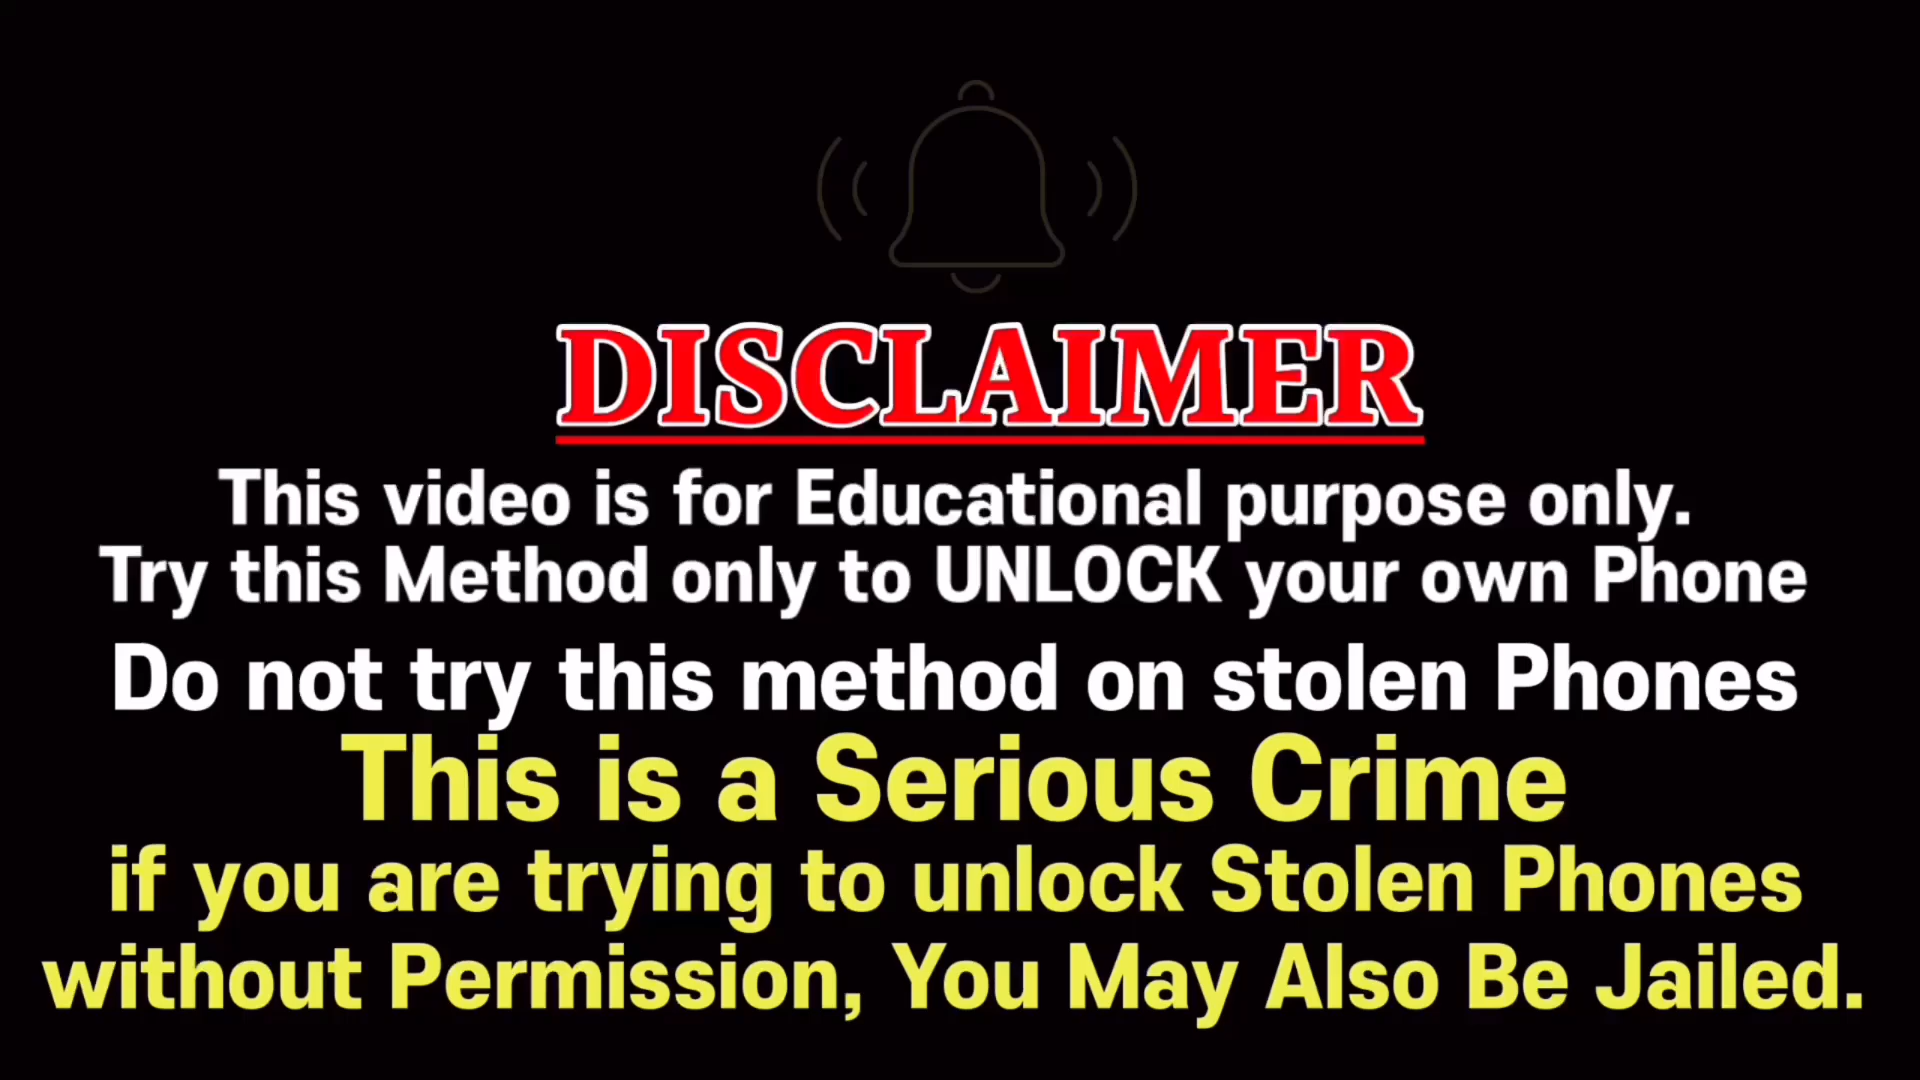 DISCLAIMER
This video is for Educational purpose only.
Try this Method only to UNLOCK your own Phone
Do not try this method on stolen Phones
This is a Serious Crime
if you are trying to unlock Stolen Phones
without Permission, You May Also Be Jailed.